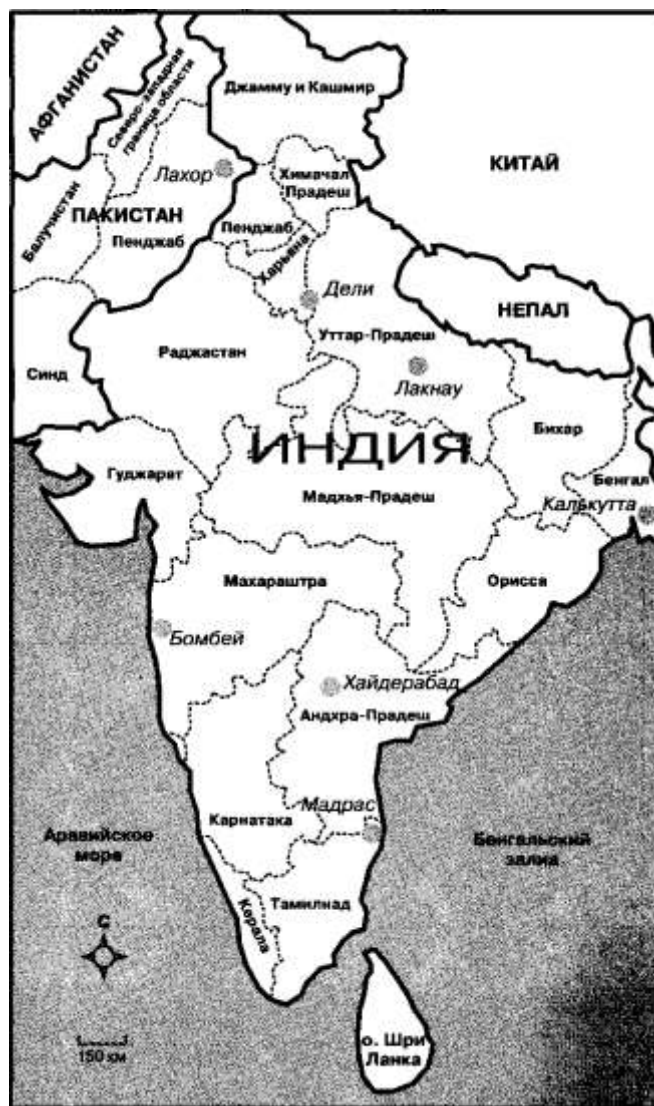 АФГАНИСТАН
Северо-западная
граница области
Джамму и Кашмир
КИТАЙ
Лахор
Химачал
Прадеш
Балучистан
ПАКИСТАН
Пенджаб
Пенджаб
Харьяна
Дели
НЕПАЛ
Уттар-Прадеш
Раджастан
Синд
Лакнау
Бихар
ИНДИЯ
Гуджарат
Бенгал
Мадхья-Прадеш
Калькутта
Махараштра
Орисса
Бомбей
Хайдерабад
Андхра-Прадеш
Мадрас
Карнатака
Аравийское
море
Бенгальский
залив
Тамилнад
Керала
С
150 км
о. Шри
Ланка